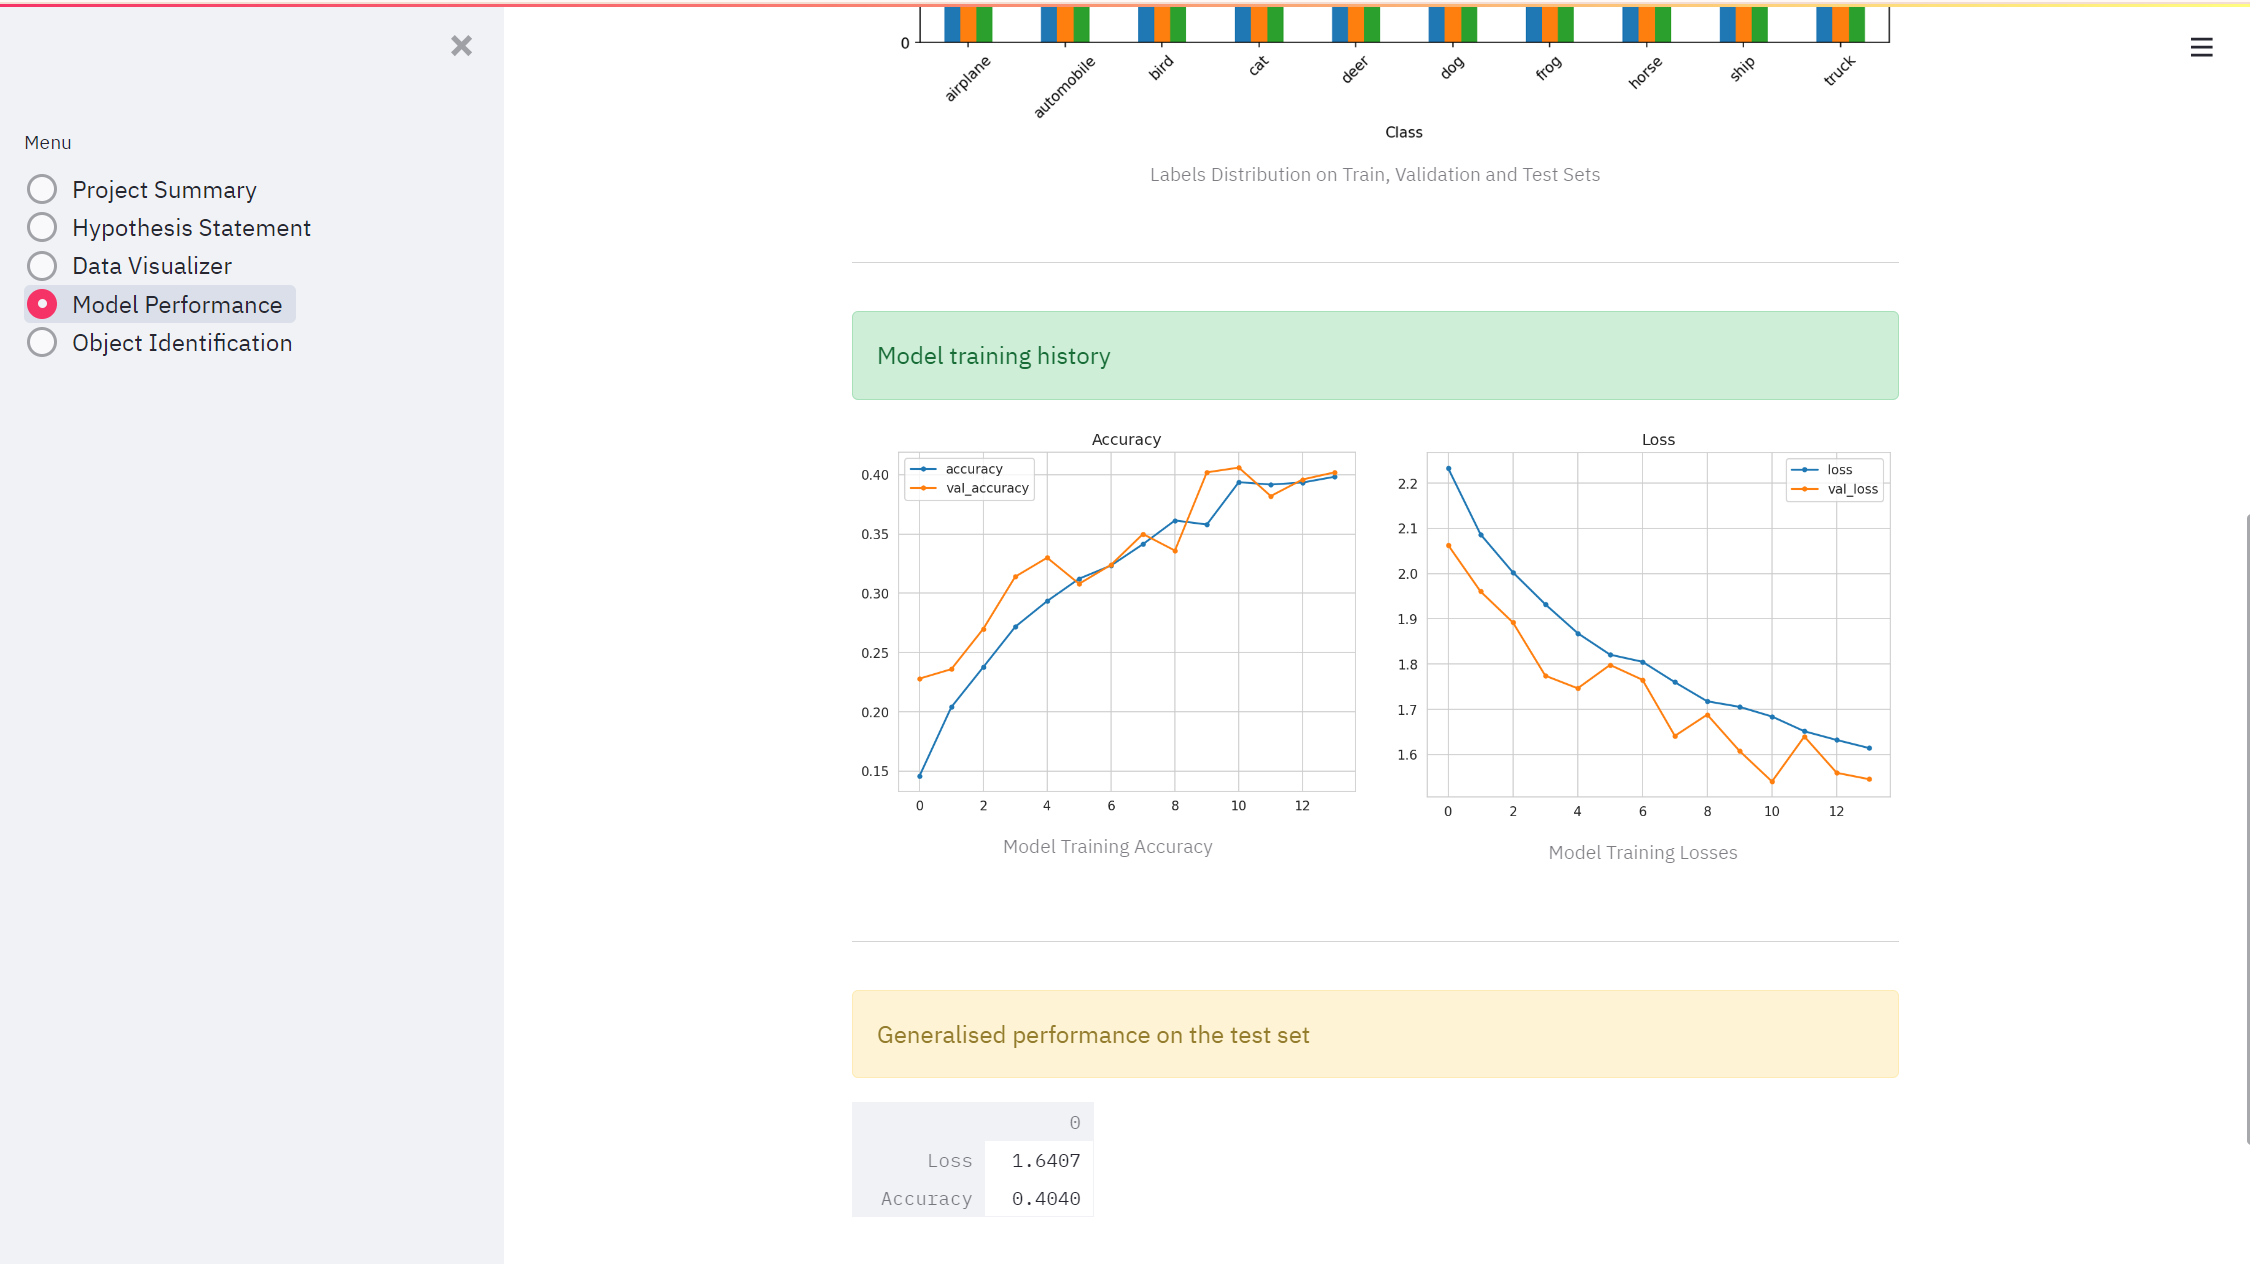 Menu
Project Summary
Hypothesis Statement
Data Visualizer
Model Performance
Object Identification
0
airplane automobile bird cat deer dog frog horse ship truck
Class
Labels Distribution on Train, Validation and Test Sets
Model training history
Accuracy
accuracy
val_accuracy
0.40
0.35
0.30
0.25
0.20
0.15
0 2 4 6 8 10 12
Model Training Accuracy
Loss
loss
val_loss
2.2
2.1
2.0
1.9
1.8
1.7
1.6
0 2 4 6 8 10 12
Model Training Losses
Generalised performance on the test set
0
Loss 1.6407
Accuracy 0.4040